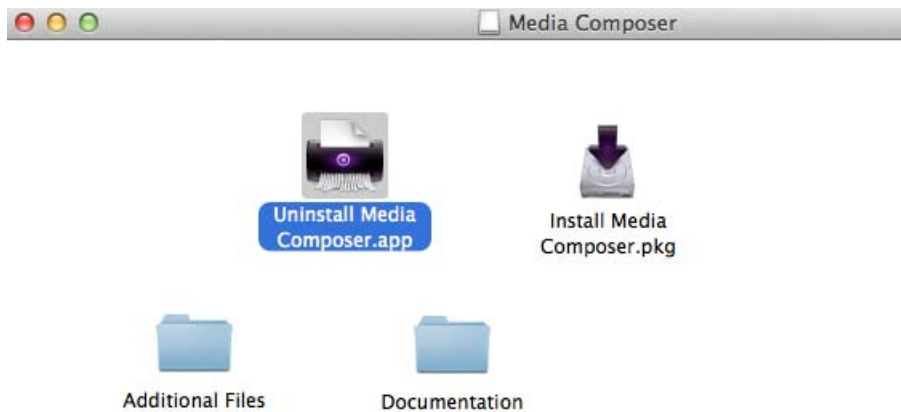 Media Composer
Uninstall Media
Composer.app
Install Media
Composer.pkg
Additional Files
Documentation